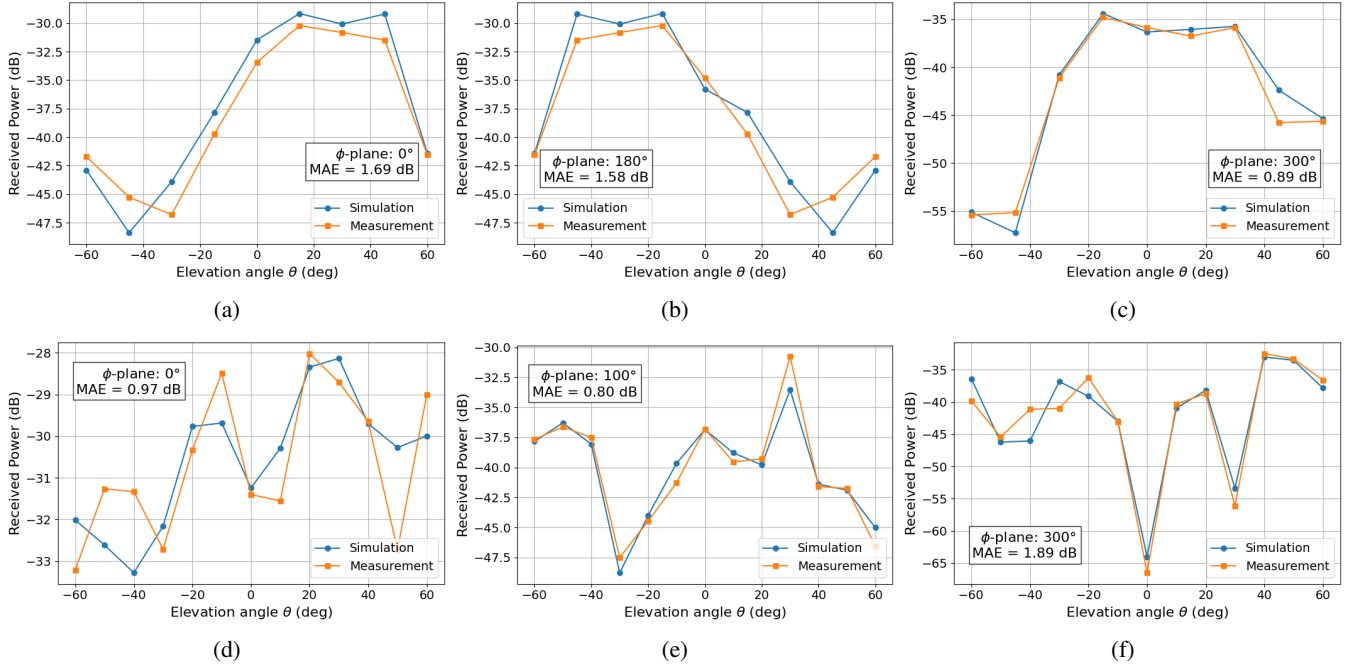 −30.0
−32.5
−35.0
−37.5
−40.0
−42.5
−45.0
−47.5
Received Power (dB)
ϕ-plane: 0°
MAE = 1.69 dB
Simulation
Measurement
−60 −40 −20 0 20 40 60
Elevation angle θ (deg)
(a)
−30.0
−32.5
−35.0
−37.5
−40.0
−42.5
−45.0
−47.5
Received Power (dB)
ϕ-plane: 180°
MAE = 1.58 dB
Simulation
Measurement
−60 −40 −20 0 20 40 60
Elevation angle θ (deg)
(b)
−35
−40
−45
−50
−55
Received Power (dB)
ϕ-plane: 300°
MAE = 0.89 dB
Simulation
Measurement
−60 −40 −20 0 20 40 60
Elevation angle θ (deg)
(c)
−28
−29
−30
−31
−32
−33
Received Power (dB)
ϕ-plane: 0°
MAE = 0.97 dB
Simulation
Measurement
−60 −40 −20 0 20 40 60
Elevation angle θ (deg)
(d)
−30.0
−32.5
−35.0
−37.5
−40.0
−42.5
−45.0
−47.5
Received Power (dB)
ϕ-plane: 100°
MAE = 0.80 dB
Simulation
Measurement
−60 −40 −20 0 20 40 60
Elevation angle θ (deg)
(e)
−35
−40
−45
−50
−55
−60
−65
Received Power (dB)
ϕ-plane: 300°
MAE = 1.89 dB
Simulation
Measurement
−60 −40 −20 0 20 40 60
Elevation angle θ (deg)
(f)